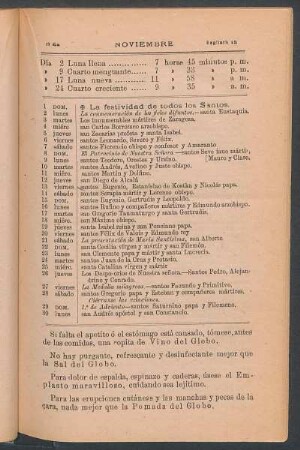 NOVIEMBRE
Día 2 Luna llena ......... 7 horas 45 minutos p. m.
» 9 Cuarto menguante..... 7 » 23 » p. m.
» 17 Luna nueva ......... 11 » 58 » a. m.
» 24 Cuarto creciente ..... 9 » 35 » a. m.
1 DOM. La festividad de todos los Santos.
2 lunes La conmemoración de los fieles difuntos.—santa Eustaquia.
3 martes Los innumerables mártires de Zaragoza.
4 miérc. san Carlos Borromeo arzobispo.
5 jueves san Zacarías profeta y santa Isabel.
6 viernes santos Leonardo, Severo y san Félix
7 sábado santos Florencio obispo y confesor y Amaranto
8 DOM. El Patrocinio de Nuestra Señora.—santos Severiano mártir,
9 lunes santos Teodoro, Orestes y Ursino. [Mauro y Claro.
10 martes santos Andrés Avelino y Justo obispo.
11 miérc. santos Martín y
12 jueves san Diego de Alcalá
13 viernes santos Eugenio, Estanislao de Kostka y Nicolás papa.
14 sábado santos Serapio mártir y Lorenzo obispo.
15 DOM. santos Eugenio, Gertrudis y Leopoldo.
16 lunes santos Rufino y compañeros mártires y Edmundo arzobispo.
17 martes san Gregorio Taumaturgo y santa Gertrudis.
18 miérc. san Máximo obispo.
19 jueves santa Isabel reina y san Ponciano papa
20 viernes santos Félix de Valois y Edmundo rey
21 sábado La presentación de María Santísima, san Alberto
22 DOM. santa Cecilia virgen y mártir y san Filemón.
23 lunes san Clemente papa y mártir y santa Lucrecia.
24 martes santos Juan de la Cruz y Protasio
25 miérc. santa Catalina virgen y mártir
26 jueves Los Desposorios de Nuestra Señora.—Santos Pedro, Alejandrino
y Conrado.
27 viernes La Medalla milagrosa.—santos Facundo y Primitivo.
28 sábado santos Gregorio papa y Esteban y compañeros mártires.
Ciérranse las velaciones.
29 DOM. 1.ª de Adviento—santos Saturnino papa y Filomeno.
30 lunes san Andrés apóstol y san Constancio
Si falta el apetito ó el estómago está cansado, tómese, antes
de las comidas, una copita de Vino del Globo.
No hay purgante, refrescante y desinfectante mejor que
la Sal del Globo.
Para dolor de espalda, espinazo y caderas, úsese el Em-
plasto maravilloso, cuidando sea lejítimo.
Para las erupciones cutáneas y las manchas y pecas de la
cara, nada mejor que la Pomada del Globo.